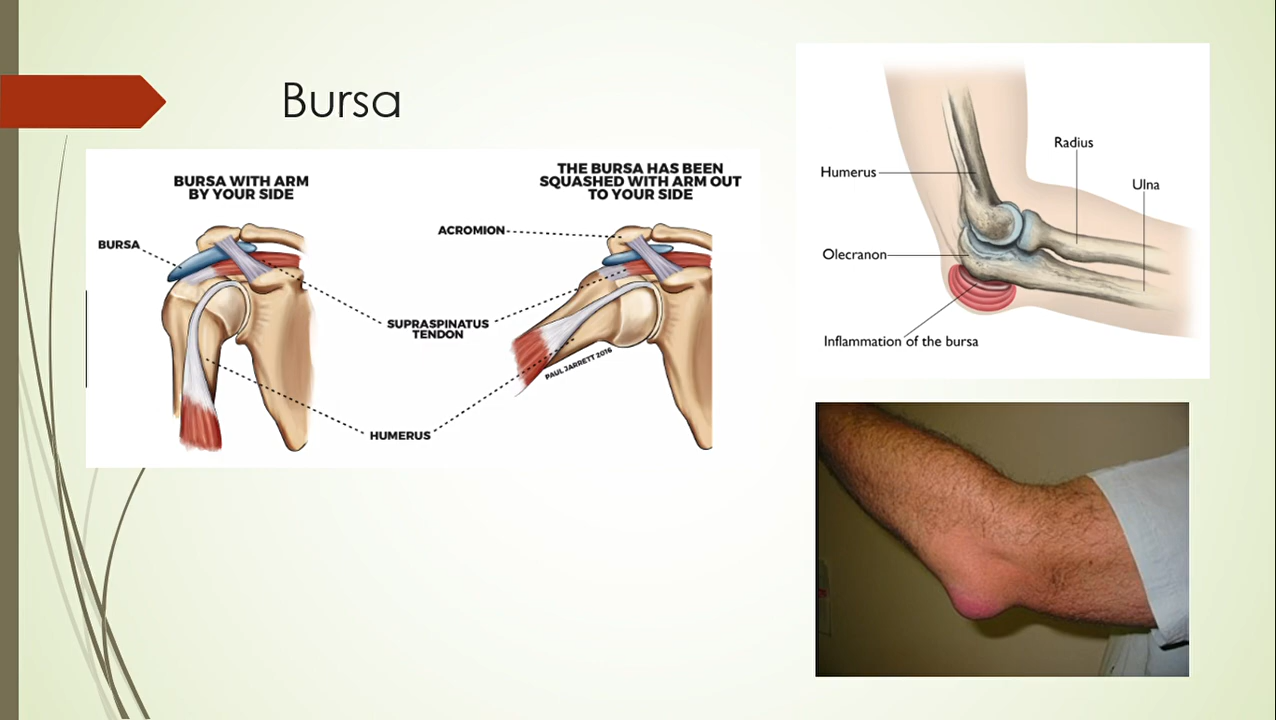 Bursa
BURSA WITH ARM
BY YOUR SIDE
THE BURSA HAS BEEN
SQUASHED WITH ARM OUT
TO YOUR SIDE
BURSA
ACROMION
SUPRASPINATUS
TENDON
PAUL JARRETT 2016
HUMERUS
Radius
Humerus
Ulna
Olecranon
Inflammation of the bursa